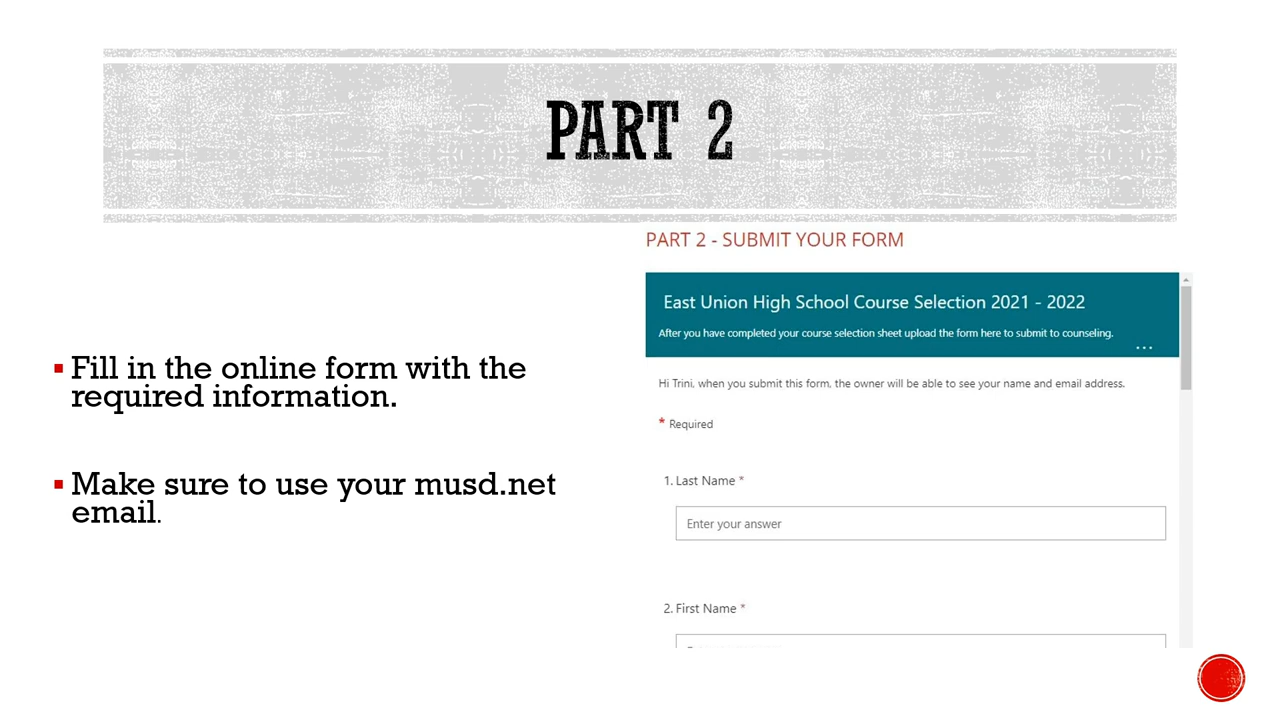 PART 2
Fill in the online form with the
required information.
Make sure to use your musd.net
email.
PART 2 - SUBMIT YOUR FORM
East Union High School Course Selection 2021 - 2022
After you have completed your course selection sheet upload the form here to submit to counseling.
...
Hi Trini, when you submit this form, the owner will be able to see your name and email address.
* Required
1. Last Name *
Enter your answer
2. First Name *